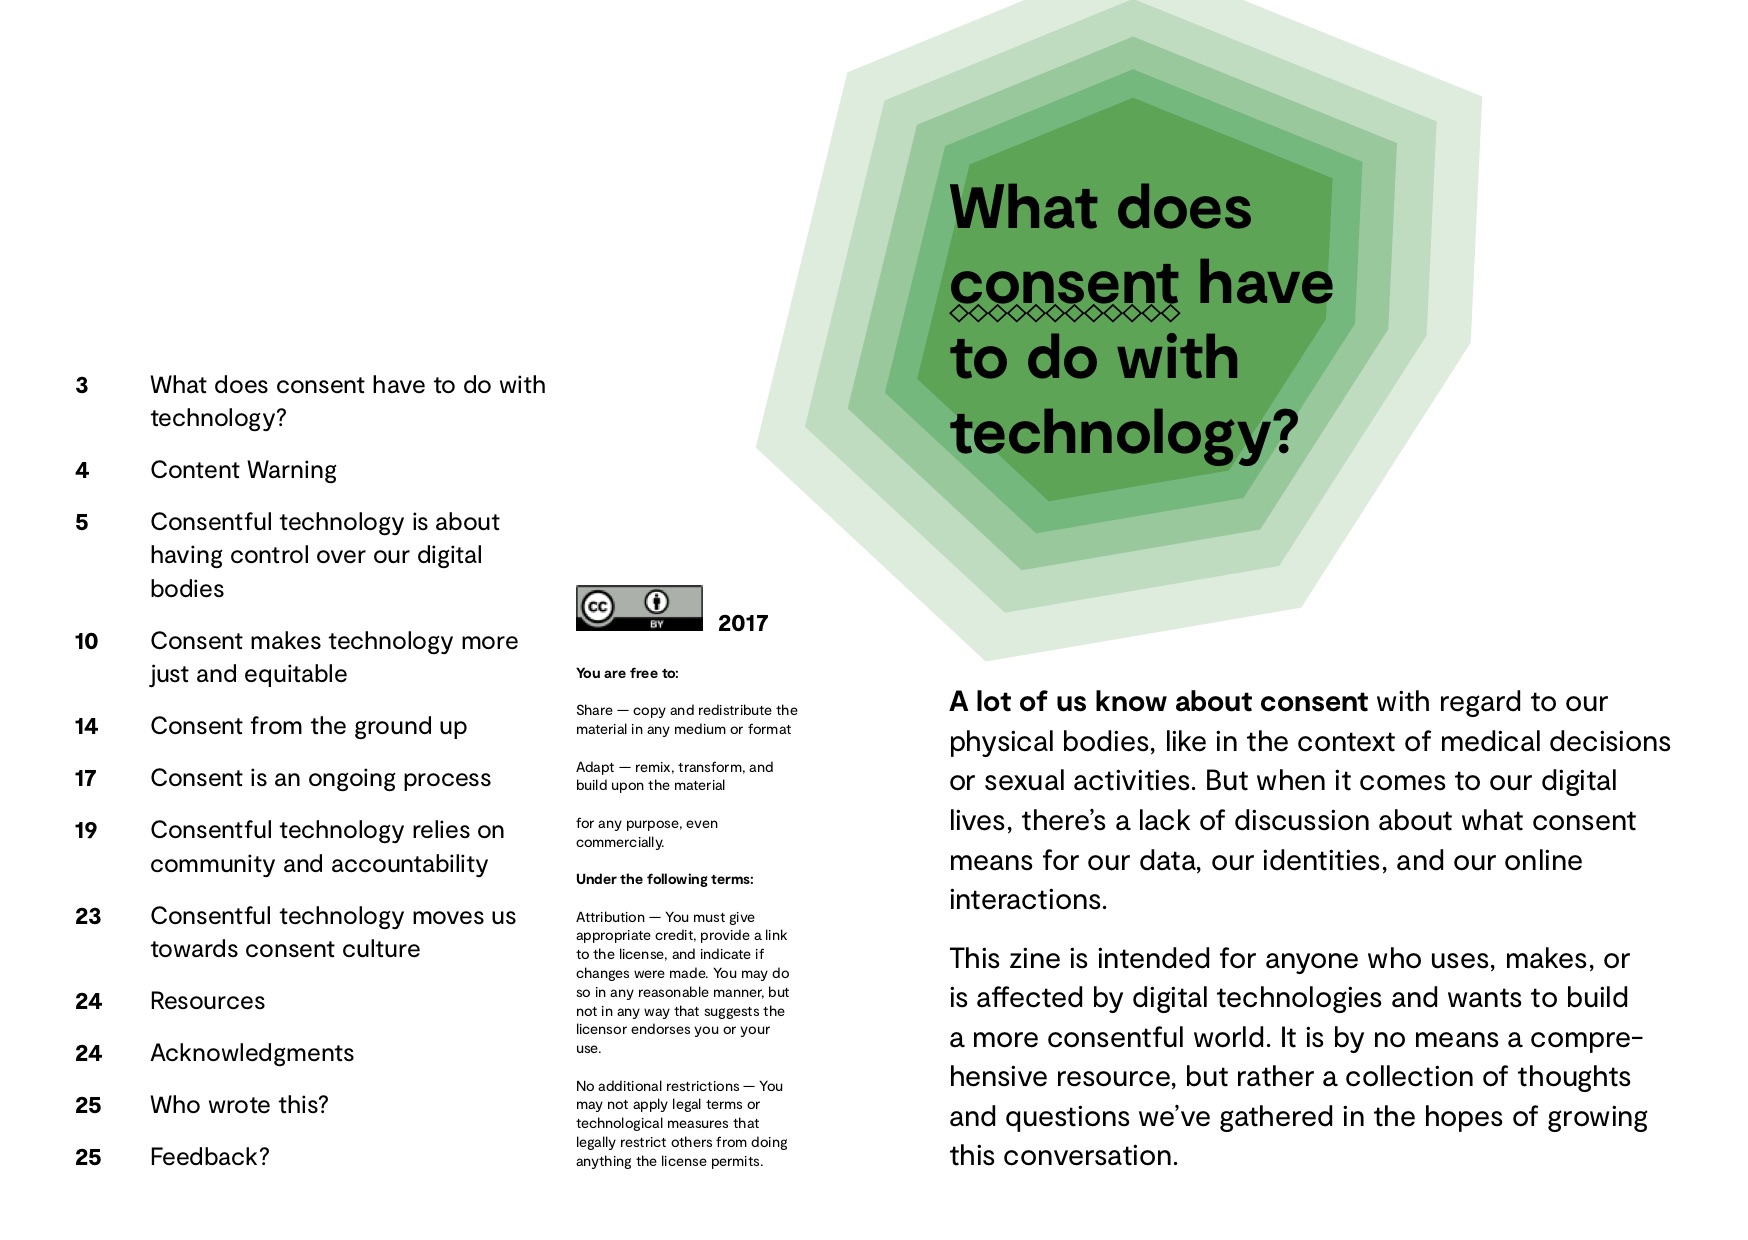 3 What does consent have to do with
technology?
4 Content Warning
5 Consentful technology is about
having control over our digital
bodies
10 Consent makes technology more
just and equitable
14 Consent from the ground up
17 Consent is an ongoing process
19 Consentful technology relies on
community and accountability
23 Consentful technology moves us
towards consent culture
24 Resources
24 Acknowledgments
25 Who wrote this?
25 Feedback?
cc
BY
2017
You are free to:
Share — copy and redistribute the
material in any medium or format
Adapt — remix, transform, and
build upon the material
for any purpose, even
commercially.
Under the following terms:
Attribution — You must give
appropriate credit, provide a link
to the license, and indicate if
changes were made. You may do
so in any reasonable manner, but
not in any way that suggests the
licensor endorses you or your
use.
No additional restrictions — You
may not apply legal terms or
technological measures that
legally restrict others from doing
anything the license permits.
What does
consent have
to do with
technology?
A lot of us know about consent with regard to our
physical bodies, like in the context of medical decisions
or sexual activities. But when it comes to our digital
lives, there’s a lack of discussion about what consent
means for our data, our identities, and our online
interactions.
This zine is intended for anyone who uses, makes, or
is affected by digital technologies and wants to build
a more consentful world. It is by no means a compre-
hensive resource, but rather a collection of thoughts
and questions we’ve gathered in the hopes of growing
this conversation.